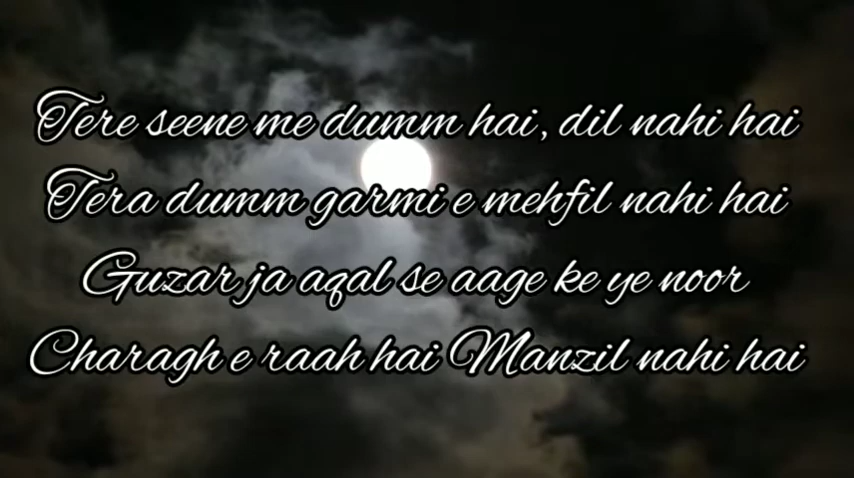 Tere seene me dumm hai, dil nahi hai
Tera dumm garmi e mehfil nahi hai
Guzar ja aqal se aage ke ye noor
Charagh e raah hai Manzil nahi hai